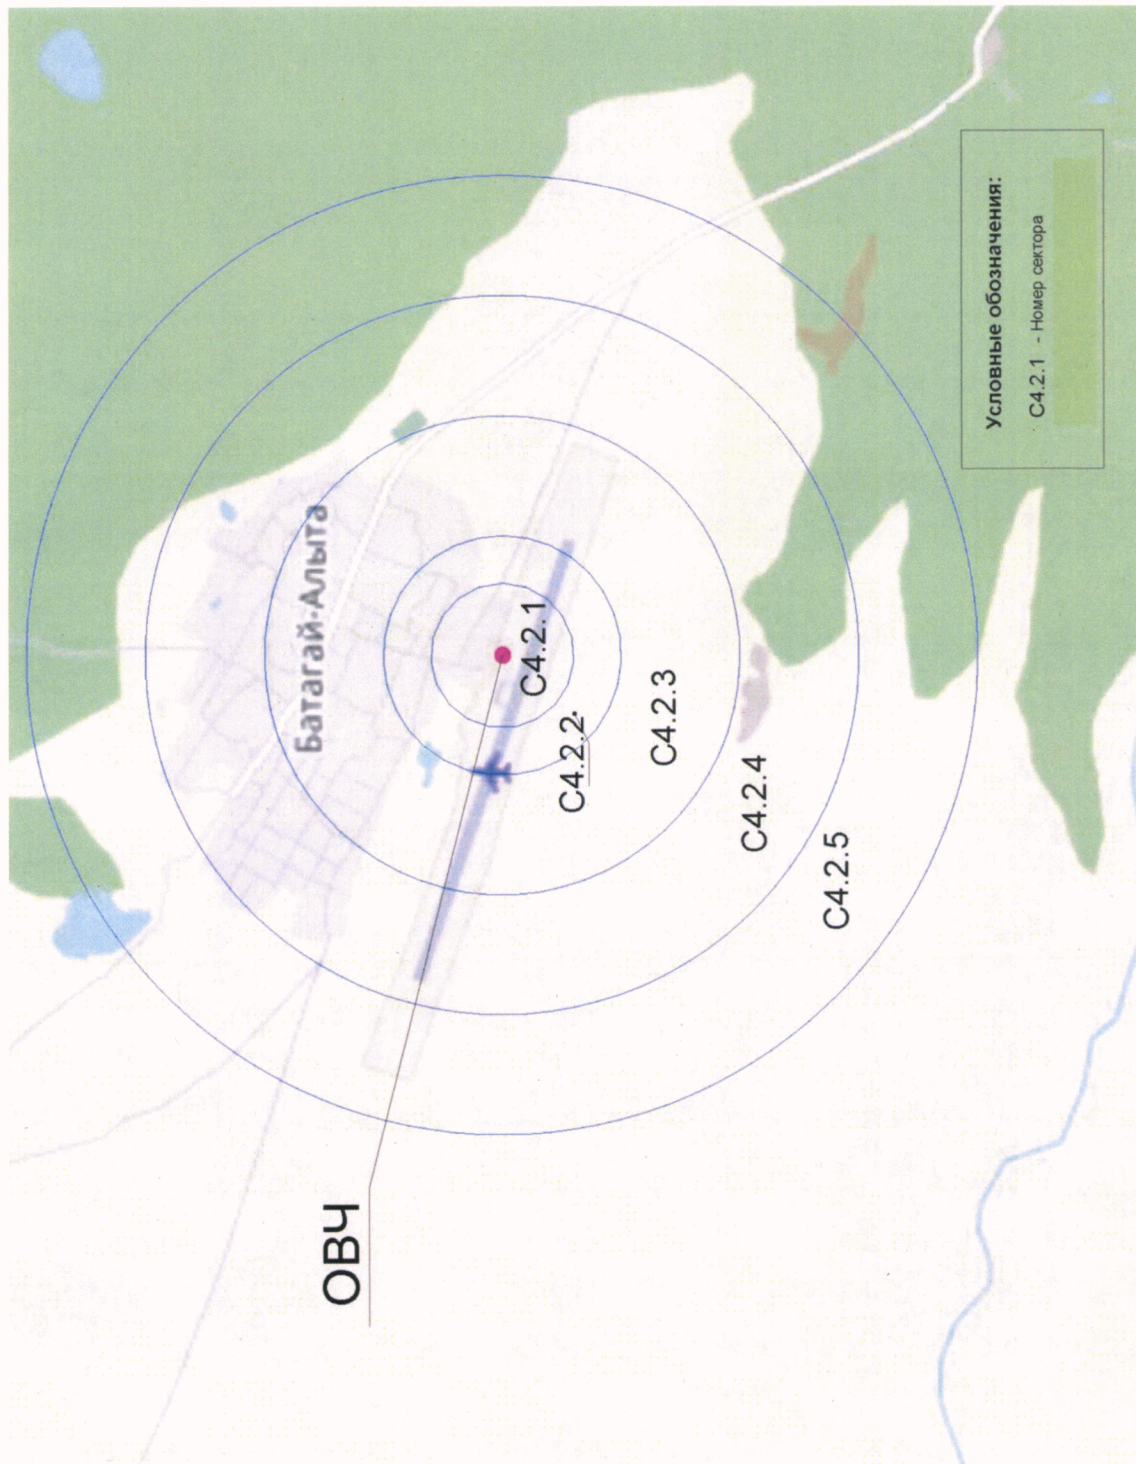 Батагай-Алыта
ОВЧ
С4.2.1
С4.2.2
С4.2.3
С4.2.4
С4.2.5
Условные обозначения:
С4.2.1 - Номер сектора